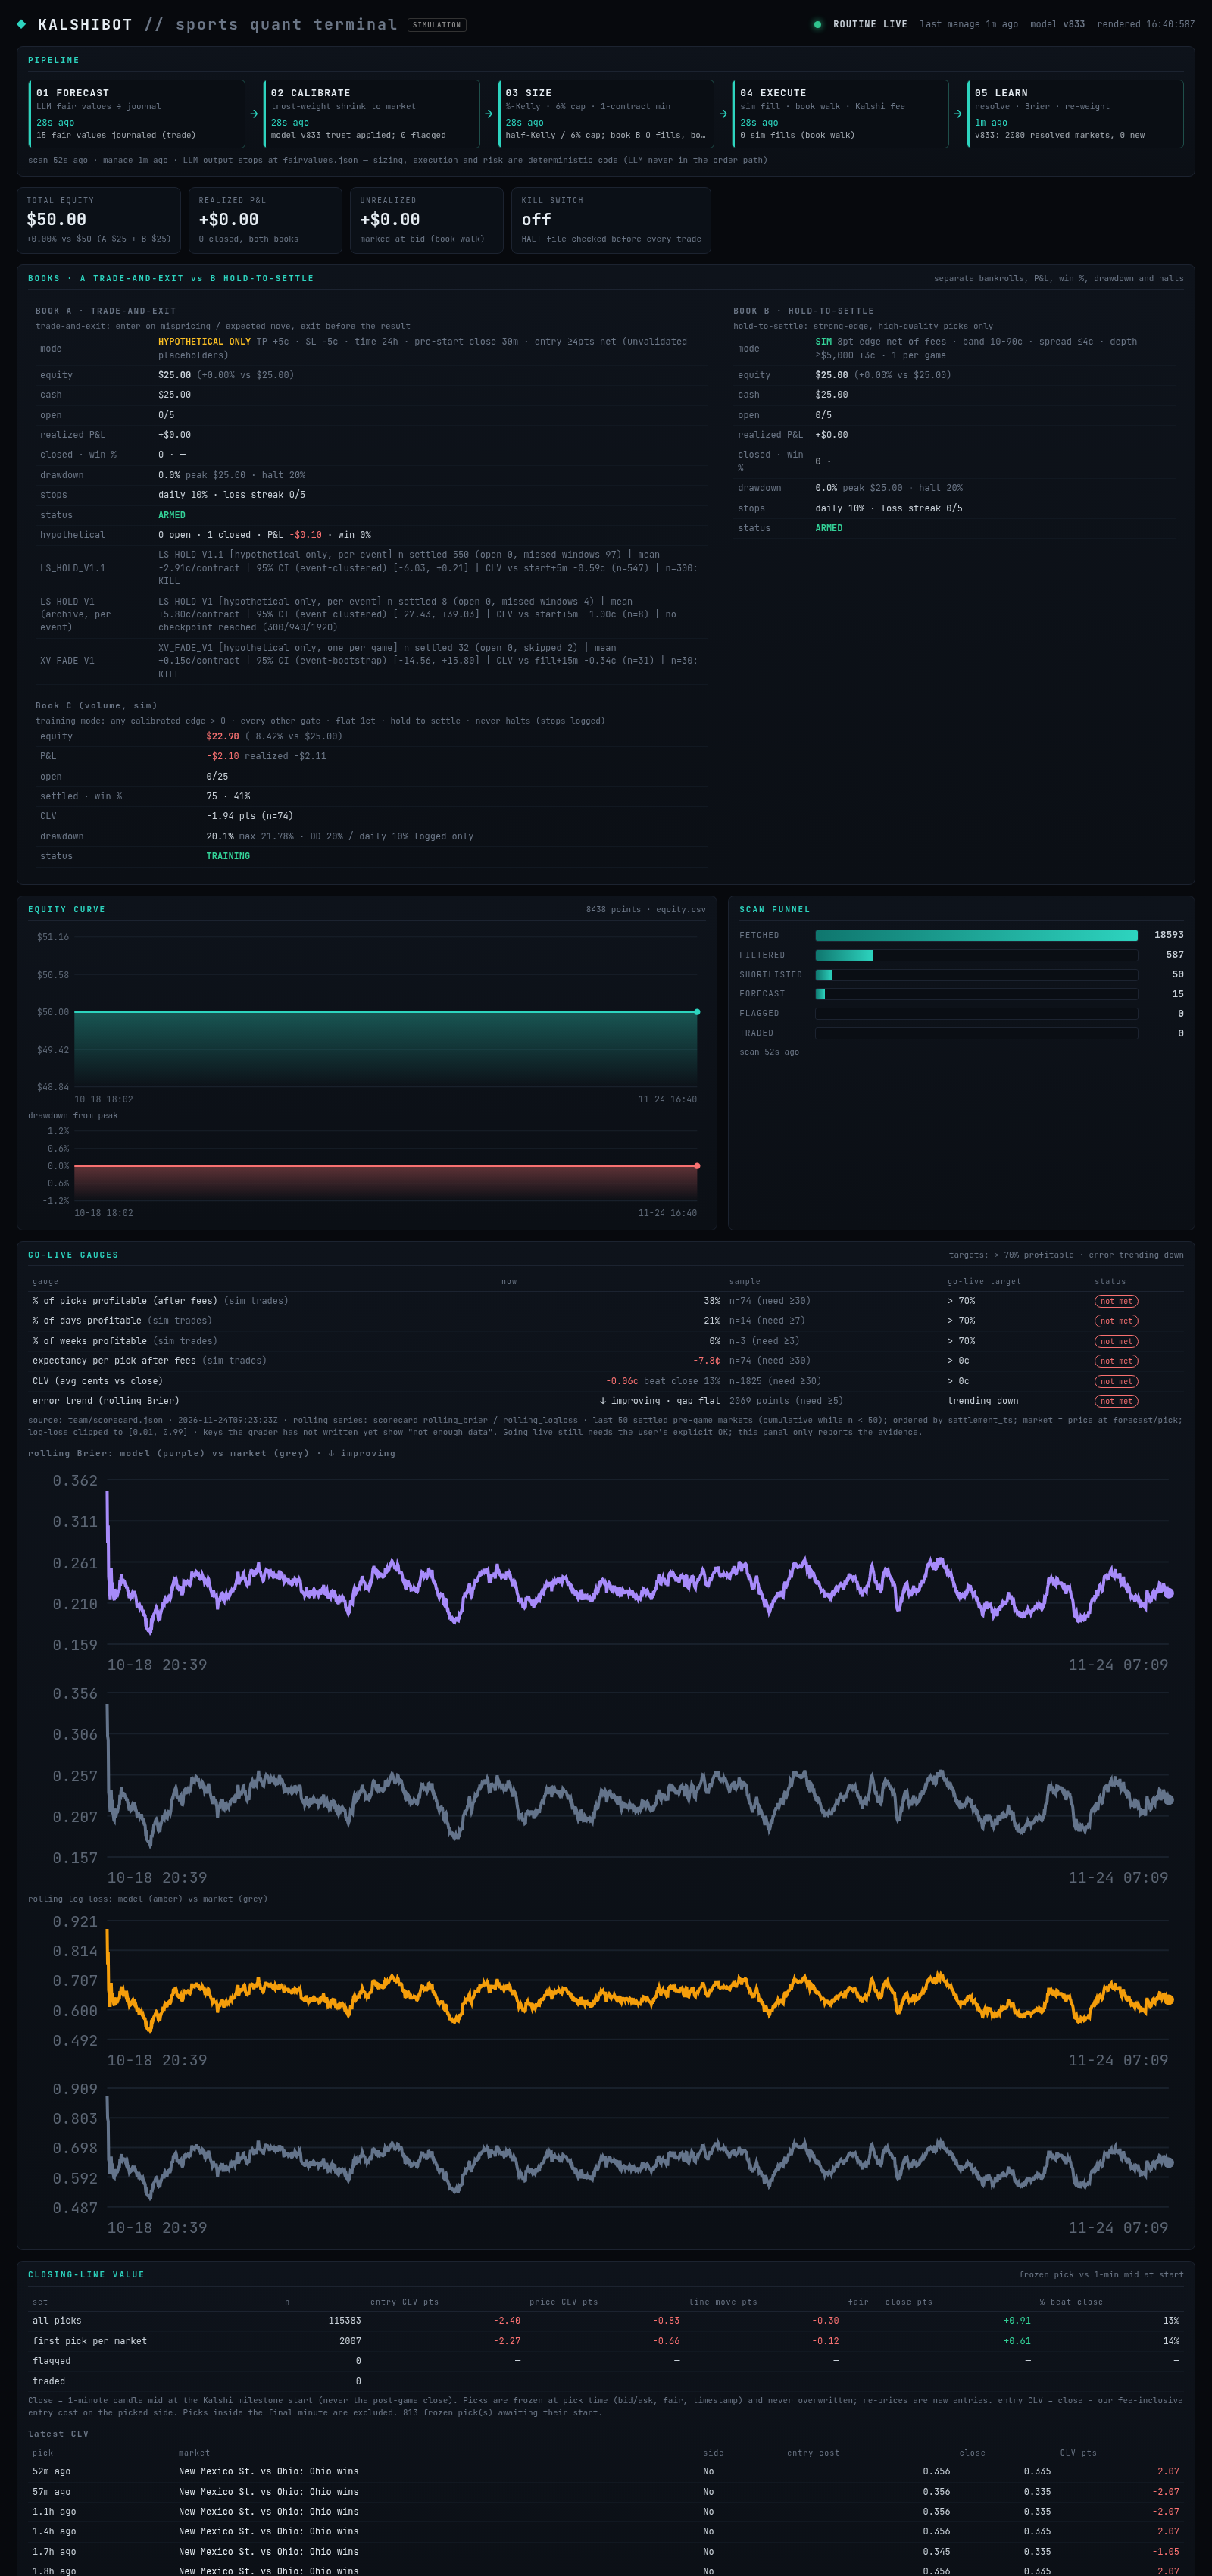 ◆ KALSHIBOT // sports quant terminal SIMULATION
ROUTINE LIVE last manage 1m ago model v833 rendered 16:40:58Z
PIPELINE
01 FORECAST
LLM fair values → journal
28s ago
15 fair values journaled (trade)
→
02 CALIBRATE
trust-weight shrink to market
28s ago
model v833 trust applied; 0 flagged
→
03 SIZE
½-Kelly · 6% cap · 1-contract min
28s ago
half-Kelly / 6% cap; book B 0 fills, bo…
→
04 EXECUTE
sim fill · book walk · Kalshi fee
28s ago
0 sim fills (book walk)
→
05 LEARN
resolve · Brier · re-weight
1m ago
v833: 2080 resolved markets, 0 new
scan 52s ago · manage 1m ago · LLM output stops at fairvalues.json — sizing, execution and risk are deterministic code (LLM never in the order path)
TOTAL EQUITY
$50.00
+0.00% vs $50 (A $25 + B $25)
REALIZED P&L
+$0.00
0 closed, both books
UNREALIZED
+$0.00
marked at bid (book walk)
KILL SWITCH
off
HALT file checked before every trade
BOOKS · A TRADE-AND-EXIT vs B HOLD-TO-SETTLE
separate bankrolls, P&L, win %, drawdown and halts
BOOK A · TRADE-AND-EXIT
trade-and-exit: enter on mispricing / expected move, exit before the result
mode
HYPOTHETICAL ONLY TP +5c · SL -5c · time 24h · pre-start close 30m · entry ≥4pts net (unvalidated
placeholders)
equity $25.00 (+0.00% vs $25.00)
cash $25.00
open 0/5
realized P&L +$0.00
closed · win % 0 · —
drawdown 0.0% peak $25.00 · halt 20%
stops daily 10% · loss streak 0/5
status ARMED
hypothetical 0 open · 1 closed · P&L -$0.10 · win 0%
LS_HOLD_V1.1
LS_HOLD_V1.1 [hypothetical only, per event] n settled 550 (open 0, missed windows 97) | mean
-2.91c/contract | 95% CI (event-clustered) [-6.03, +0.21] | CLV vs start+5m -0.59c (n=547) | n=300:
KILL
LS_HOLD_V1
(archive, per
event)
LS_HOLD_V1 [hypothetical only, per event] n settled 8 (open 0, missed windows 4) | mean
+5.80c/contract | 95% CI (event-clustered) [-27.43, +39.03] | CLV vs start+5m -1.00c (n=8) | no
checkpoint reached (300/940/1920)
XV_FADE_V1
XV_FADE_V1 [hypothetical only, one per game] n settled 32 (open 0, skipped 2) | mean
+0.15c/contract | 95% CI (event-bootstrap) [-14.56, +15.80] | CLV vs fill+15m -0.34c (n=31) | n=30:
KILL
BOOK B · HOLD-TO-SETTLE
hold-to-settle: strong-edge, high-quality picks only
mode
SIM 8pt edge net of fees · band 10-90c · spread ≤4c · depth
≥$5,000 ±3c · 1 per game
equity $25.00 (+0.00% vs $25.00)
cash $25.00
open 0/5
realized P&L +$0.00
closed · win
% 0 · —
drawdown 0.0% peak $25.00 · halt 20%
stops daily 10% · loss streak 0/5
status ARMED
Book C (volume, sim)
training mode: any calibrated edge > 0 · every other gate · flat 1ct · hold to settle · never halts (stops logged)
equity $22.90 (-8.42% vs $25.00)
P&L -$2.10 realized -$2.11
open 0/25
settled · win % 75 · 41%
CLV -1.94 pts (n=74)
drawdown 20.1% max 21.78% · DD 20% / daily 10% logged only
status TRAINING
EQUITY CURVE 8438 points · equity.csv
$51.16
$50.58
$50.00
$49.42
$48.84
10-18 18:02 11-24 16:40
drawdown from peak
1.2%
0.6%
0.0%
-0.6%
-1.2%
10-18 18:02 11-24 16:40
SCAN FUNNEL
FETCHED 18593
FILTERED 587
SHORTLISTED 50
FORECAST 15
FLAGGED 0
TRADED 0
scan 52s ago
GO-LIVE GAUGES targets: > 70% profitable · error trending down
gauge now sample go-live target status
% of picks profitable (after fees) (sim trades) 38% n=74 (need ≥30) > 70% not met
% of days profitable (sim trades) 21% n=14 (need ≥7) > 70% not met
% of weeks profitable (sim trades) 0% n=3 (need ≥3) > 70% not met
expectancy per pick after fees (sim trades) -7.8¢ n=74 (need ≥30) > 0¢ not met
CLV (avg cents vs close) -0.06¢ beat close 13% n=1825 (need ≥30) > 0¢ not met
error trend (rolling Brier) ↓ improving · gap flat 2069 points (need ≥5) trending down not met
source: team/scorecard.json · 2026-11-24T09:23:23Z · rolling series: scorecard rolling_brier / rolling_logloss · last 50 settled pre-game markets (cumulative while n < 50); ordered by settlement_ts; market = price at forecast/pick;
log-loss clipped to [0.01, 0.99] · keys the grader has not written yet show "not enough data". Going live still needs the user's explicit OK; this panel only reports the evidence.
rolling Brier: model (purple) vs market (grey) · ↓ improving
0.362
0.311
0.261
0.210
0.159
10-18 20:39 11-24 07:09
0.356
0.306
0.257
0.207
0.157
10-18 20:39 11-24 07:09
rolling log-loss: model (amber) vs market (grey)
0.921
0.814
0.707
0.600
0.492
10-18 20:39 11-24 07:09
0.909
0.803
0.698
0.592
0.487
10-18 20:39 11-24 07:09
CLOSING-LINE VALUE frozen pick vs 1-min mid at start
set n entry CLV pts price CLV pts line move pts fair - close pts % beat close
all picks 115383 -2.40 -0.83 -0.30 +0.91 13%
first pick per market 2007 -2.27 -0.66 -0.12 +0.61 14%
flagged 0 — — — — —
traded 0 — — — — —
Close = 1-minute candle mid at the Kalshi milestone start (never the post-game close). Picks are frozen at pick time (bid/ask, fair, timestamp) and never overwritten; re-prices are new entries. entry CLV = close - our fee-inclusive
entry cost on the picked side. Picks inside the final minute are excluded. 813 frozen pick(s) awaiting their start.
latest CLV
pick market side entry cost close CLV pts
52m ago New Mexico St. vs Ohio: Ohio wins No 0.356 0.335 -2.07
57m ago New Mexico St. vs Ohio: Ohio wins No 0.356 0.335 -2.07
1.1h ago New Mexico St. vs Ohio: Ohio wins No 0.356 0.335 -2.07
1.4h ago New Mexico St. vs Ohio: Ohio wins No 0.356 0.335 -2.07
1.7h ago New Mexico St. vs Ohio: Ohio wins No 0.345 0.335 -1.05
1.8h ago New Mexico St. vs Ohio: Ohio wins No 0.356 0.335 -2.07